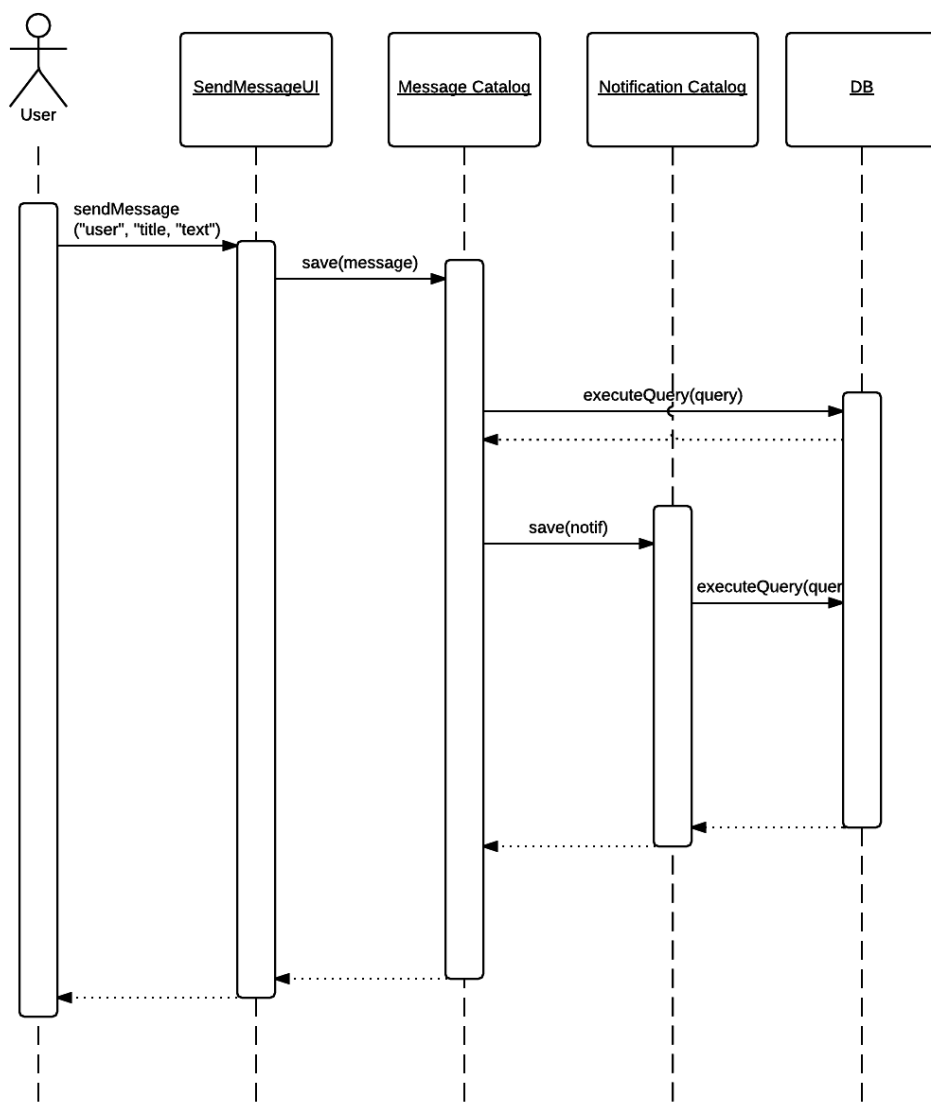 SendMessageUI
Message Catalog
Notification Catalog
DB
User
sendMessage
("user", "title, "text")
save(message)
executeQuery(query)
save(notif)
executeQuery(quer